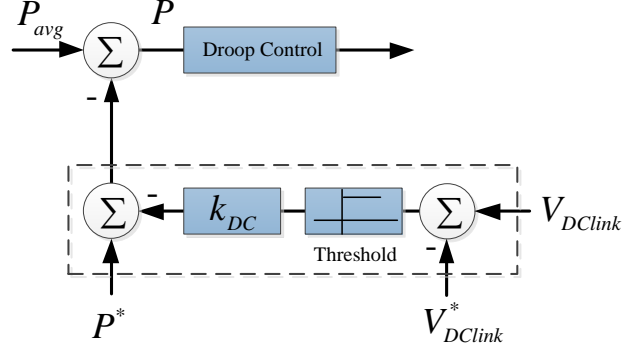 P_avg
P
Σ
Droop Control
-
Σ
-
k_DC
Σ
V_DClink
Threshold
-
P*
V*_DClink